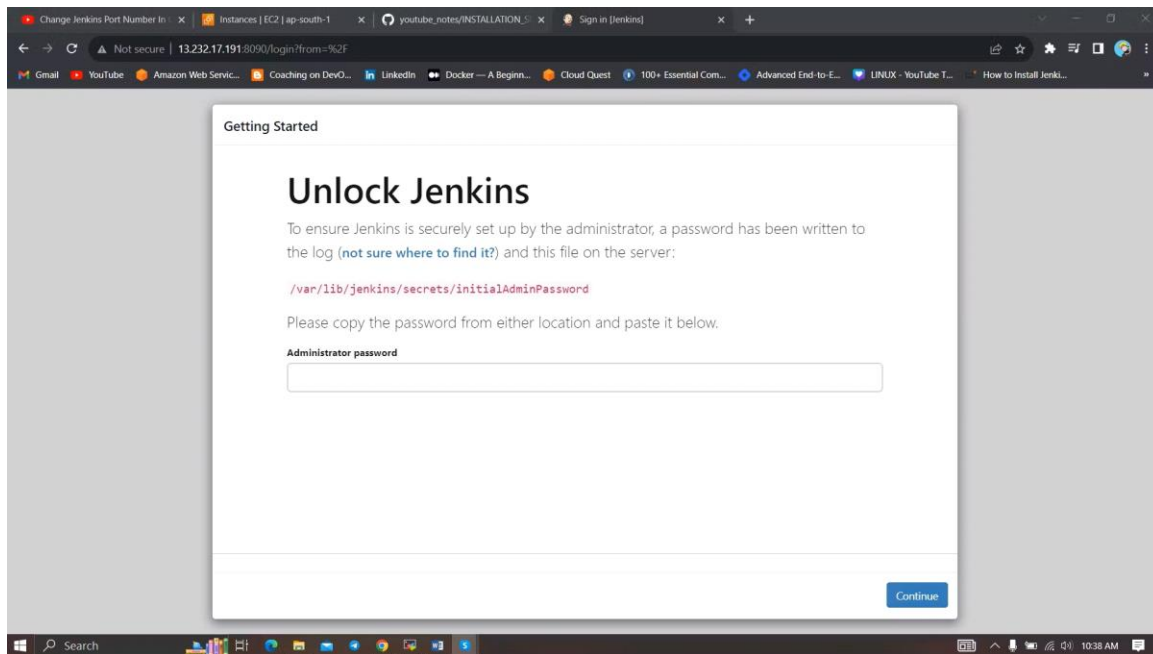 Change Jenkins Port Number In
Instances | EC2 | ap-south-1
youtube_notes/INSTALLATION_S
Sign in [Jenkins]
Not secure | 13.232.17.191:8090/login?from=%2F
Gmail
YouTube
Amazon Web Servic...
Coaching on DevO...
LinkedIn
Docker — A Beginn...
Cloud Quest
100+ Essential Com...
Advanced End-to-E...
LINUX - YouTube T...
How to Install Jenki...
»
Getting Started
Unlock Jenkins
To ensure Jenkins is securely set up by the administrator, a password has been written to
the log (not sure where to find it?) and this file on the server:
/var/lib/jenkins/secrets/initialAdminPassword
Please copy the password from either location and paste it below.
Administrator password
Continue
Search
10:38 AM